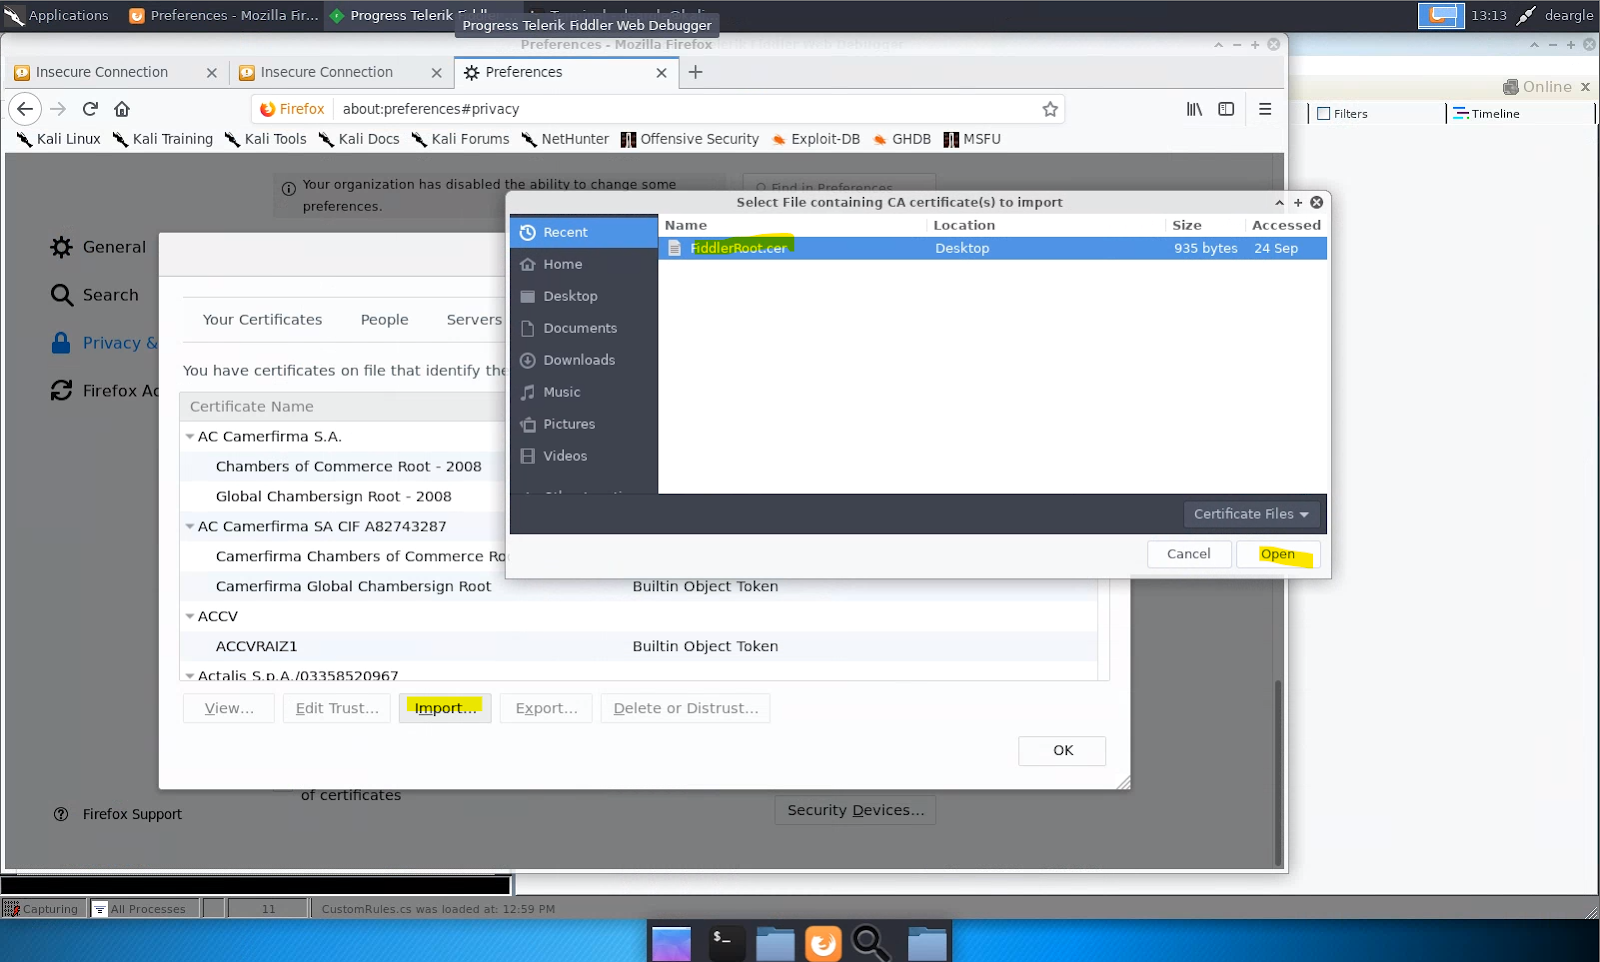 Applications
Preferences - Mozilla Fir...
Progress Telerik Fiddler
13:13
deargle
Progress Telerik Fiddler Web Debugger
Preferences - Mozilla Firefox
Insecure Connection
Insecure Connection
Preferences
Online
Firefox
about:preferences#privacy
Filters
Timeline
Kali Linux
Kali Training
Kali Tools
Kali Docs
Kali Forums
NetHunter
Offensive Security
Exploit-DB
GHDB
MSFU
Your organization has disabled the ability to change some
preferences.
Find in Preferences
General
Search
Privacy &
Firefox
Firefox Support
Select File containing CA certificate(s) to import
Recent
Home
Desktop
Documents
Downloads
Music
Pictures
Videos
Name
Location
Size
Accessed
FiddlerRoot.cer
Desktop
935 bytes
24 Sep
Certificate Files
Cancel
Open
Your Certificates
People
Servers
You have certificates on file that identify the
Certificate Name
AC Camerfirma S.A.
Chambers of Commerce Root - 2008
Global Chambersign Root - 2008
AC Camerfirma SA CIF A82743287
Camerfirma Chambers of Commerce
Camerfirma Global Chambersign Root
Builtin Object Token
ACCV
ACCVRAIZ1
Builtin Object Token
Actalis S.p.A./03358520967
View...
Edit Trust...
Import...
Export...
Delete or Distrust...
OK
of certificates
Security Devices...
Capturing
All Processes
11
CustomRules.cs was loaded at: 12:59 PM